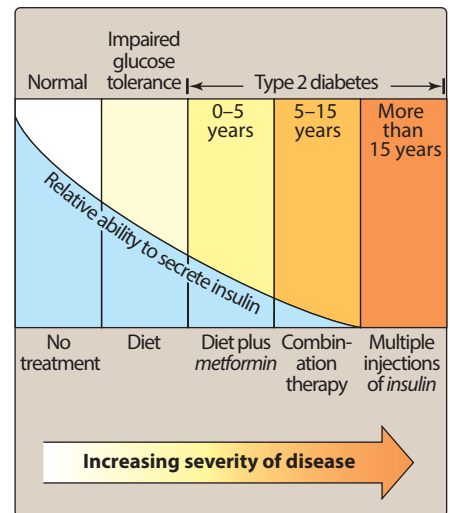 Normal
Impaired
glucose
tolerance
Type 2 diabetes
0–5
years
5–15
years
More
than
15 years
Relative ability to secrete insulin
No
treatment
Diet
Diet plus
metformin
Combin-
ation
therapy
Multiple
injections
of insulin
Increasing severity of disease